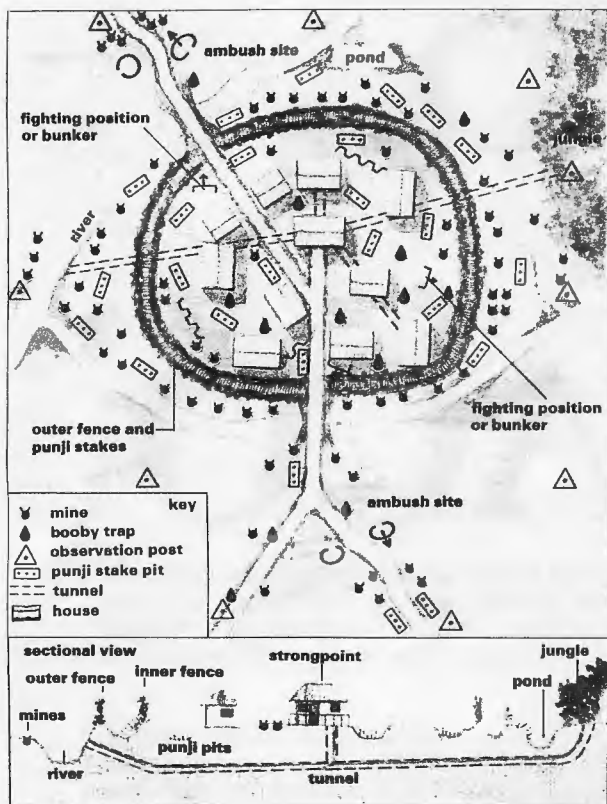 ambush site
pond
fighting position
or bunker
jungle
river
fighting position
or bunker
outer fence and
punji stakes
key
mine
booby trap
observation post
punji stake pit
tunnel
house
ambush site
sectional view
outer fence
inner fence
strongpoint
jungle
pond
mines
punji pits
river
tunnel